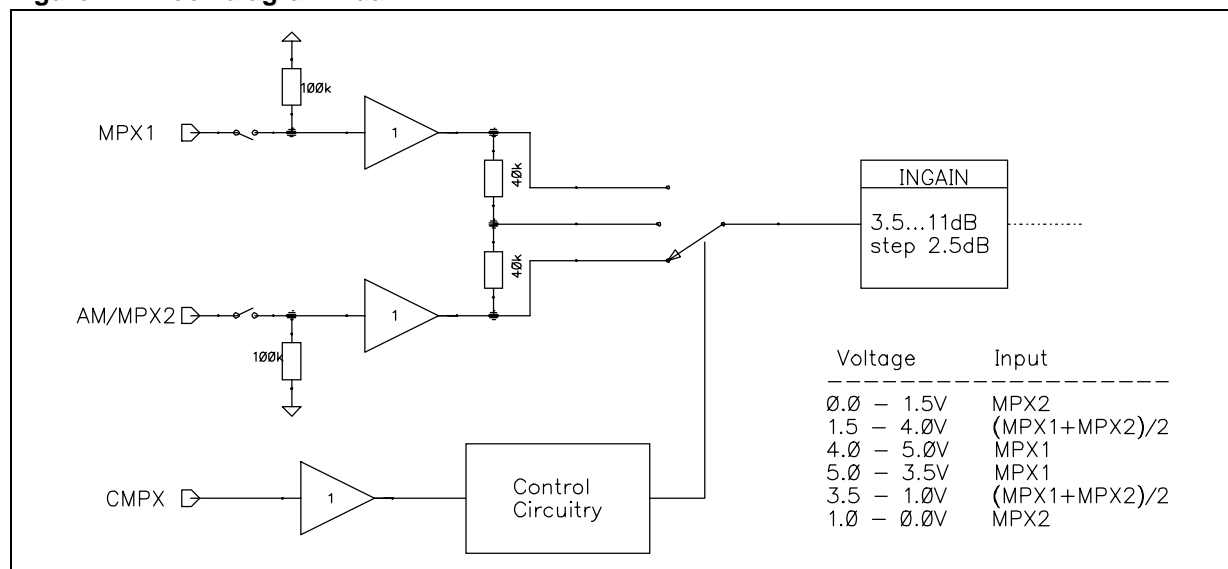 100k
MPX1
1
40k
INGAIN
3.5...11dB
step 2.5dB
40k
AM/MPX2
1
100k
Voltage Input
0.0 – 1.5V MPX2
1.5 – 4.0V (MPX1+MPX2)/2
4.0 – 5.0V MPX1
5.0 – 3.5V MPX1
3.5 – 1.0V (MPX1+MPX2)/2
1.0 – 0.0V MPX2
CMPX
1
Control
Circuitry